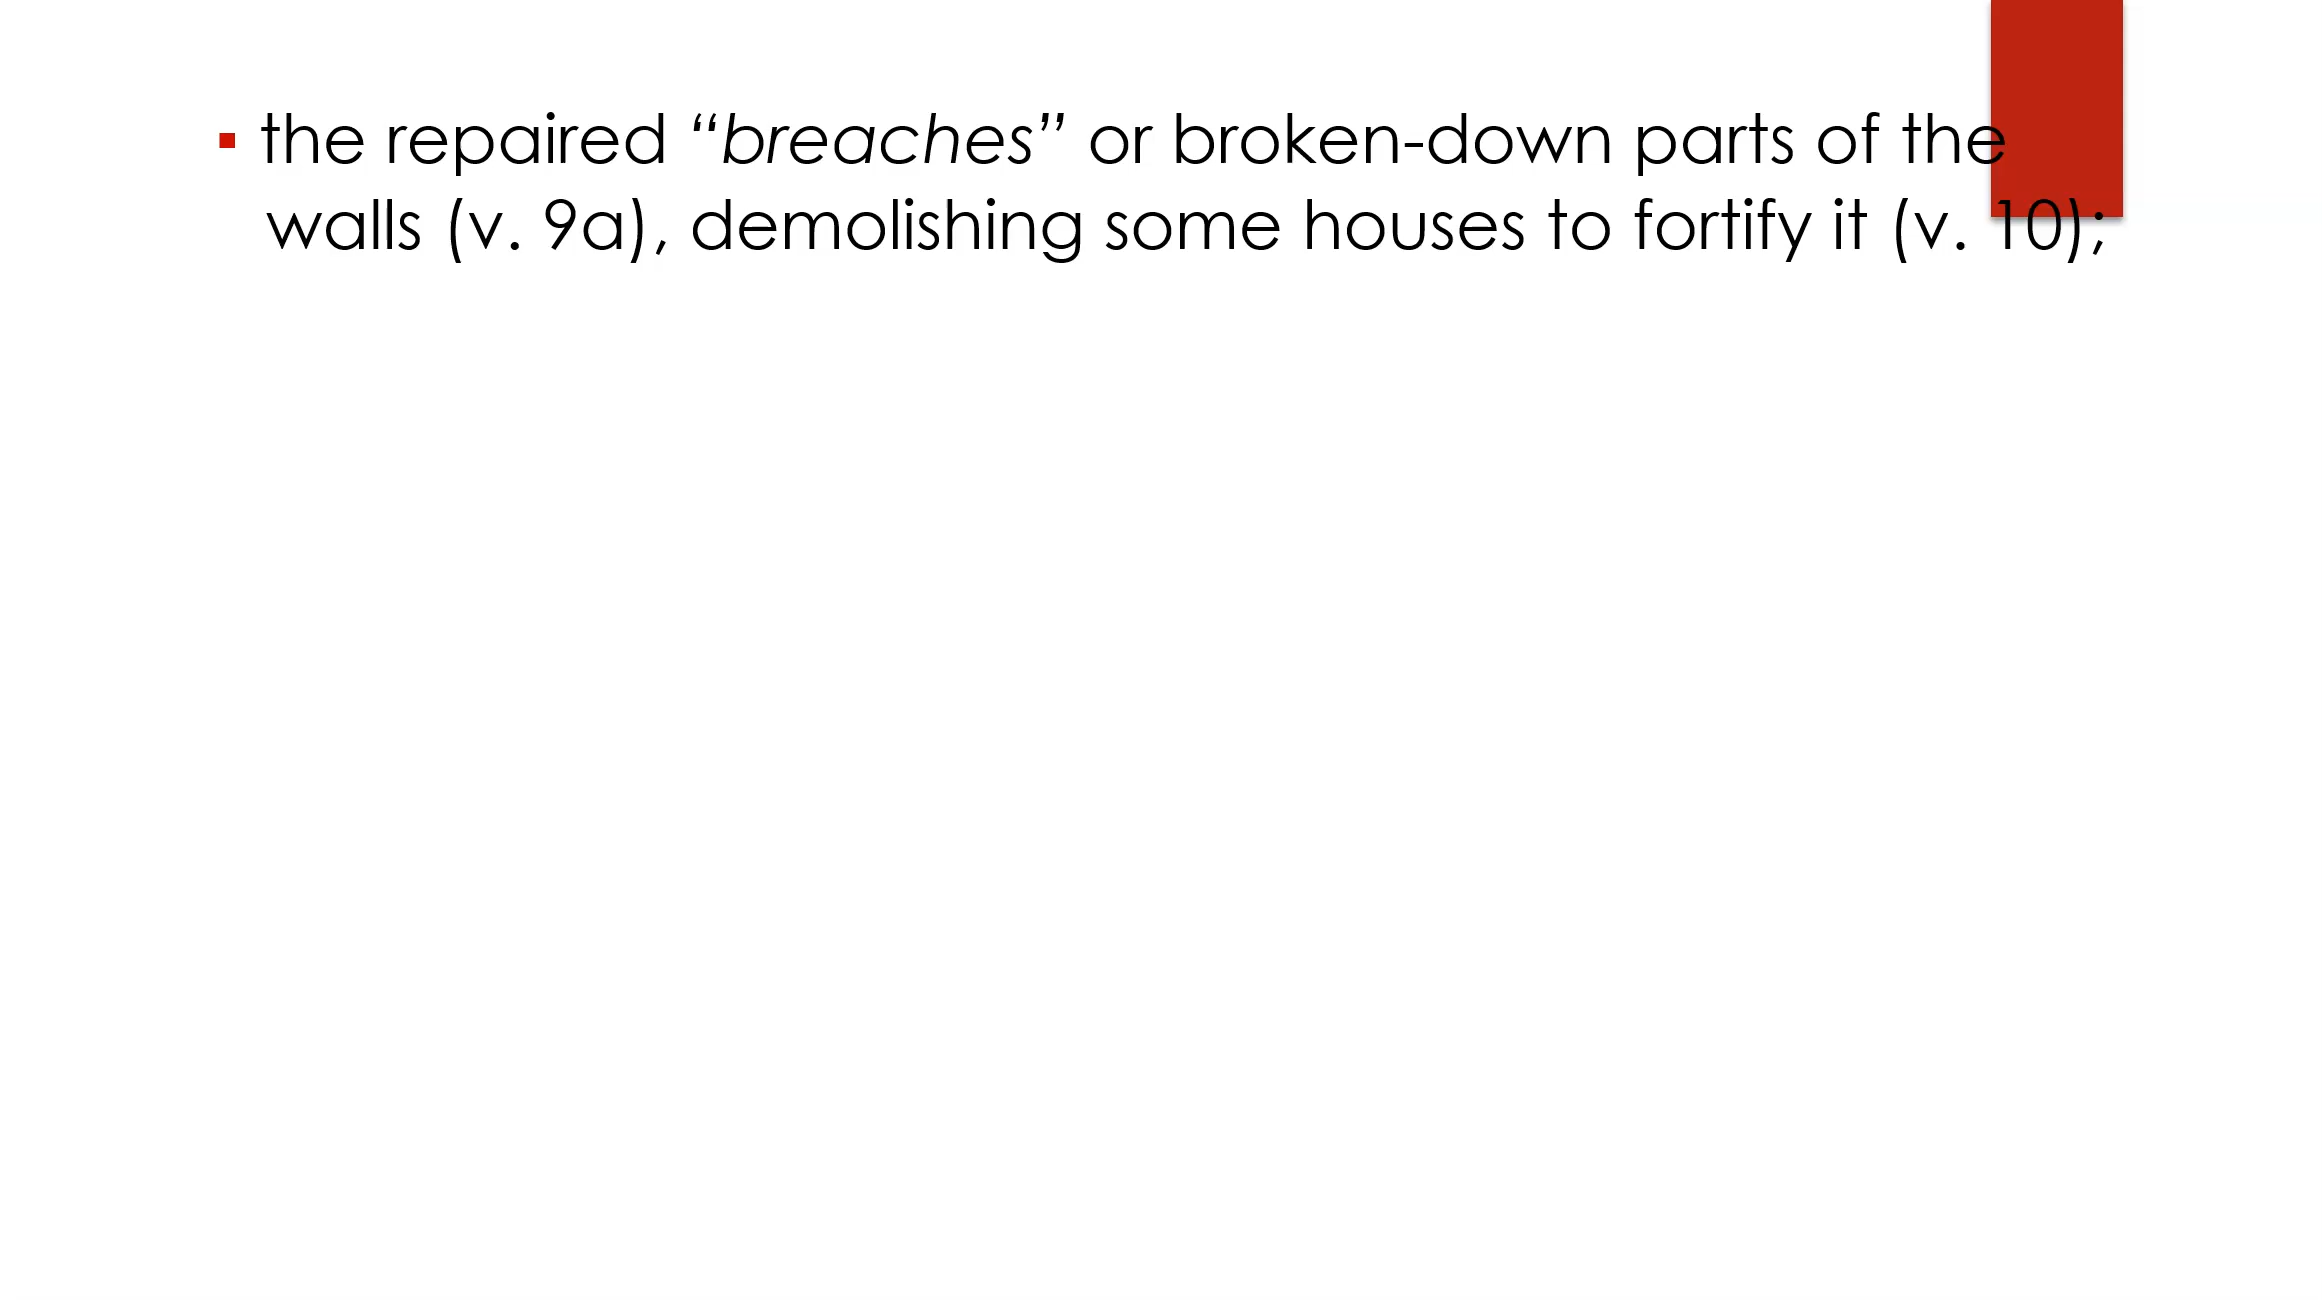 ▪ the repaired “breaches” or broken-down parts of the
walls (v. 9a), demolishing some houses to fortify it (v. 10);